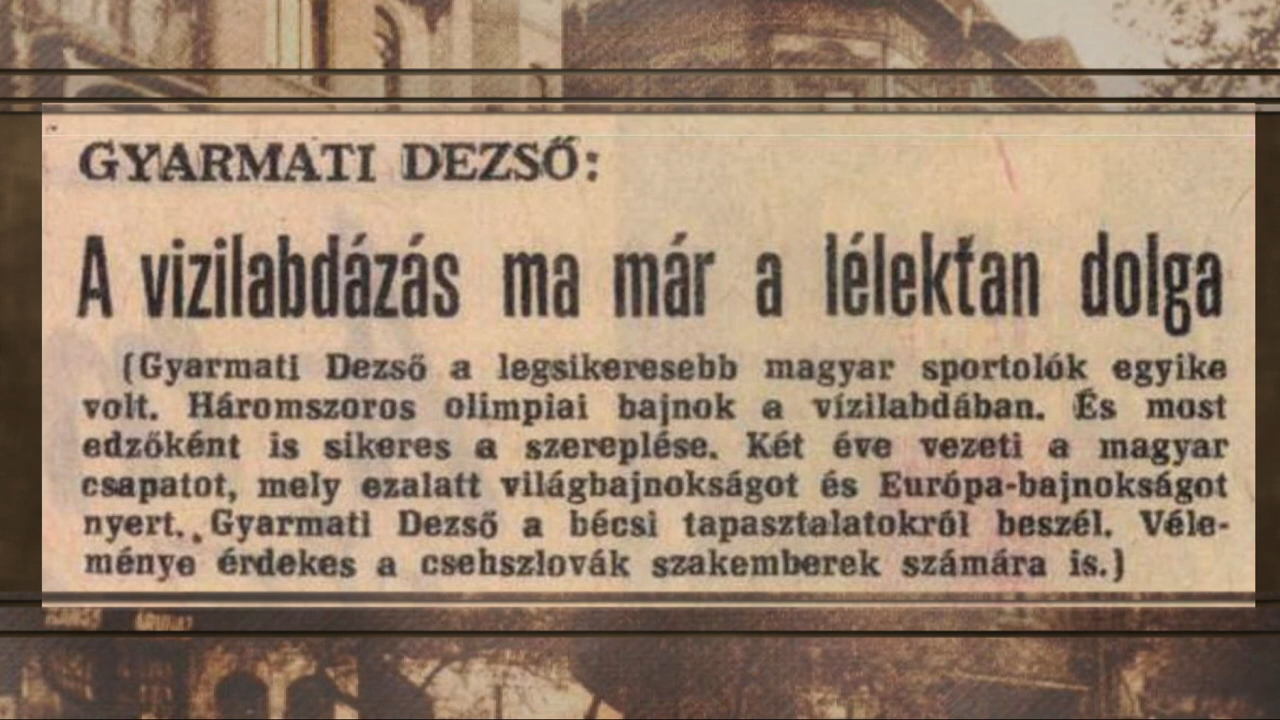 GYARMATI DEZSŐ:
A vizilabdázás ma már a lélektan dolga
(Gyarmati Dezső a legsikeresebb magyar sportolók egyike
volt. Háromszoros olimpiai bajnok a vízilabdában. És most
edzőként is sikeres a szereplése. Két éve vezeti a magyar
csapatot, mely ezalatt világbajnokságot és Európa-bajnokságot
nyert. Gyarmati Dezső a bécsi tapasztalatokról beszél. Véle-
ménye érdekes a csehszlovák szakemberek számára is.)